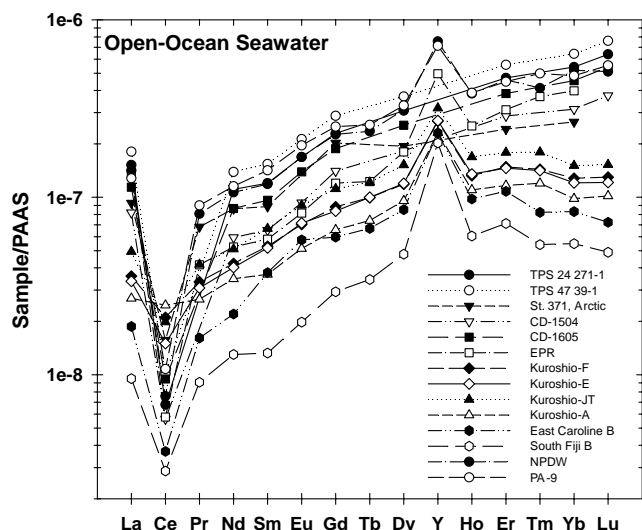 1e-6
Open-Ocean Seawater
1e-7
Sample/PAAS
1e-8
TPS 24 271-1
TPS 47 39-1
St. 371, Arctic
CD-1504
CD-1605
EPR
Kuroshio-F
Kuroshio-E
Kuroshio-JT
Kuroshio-A
East Caroline B
South Fiji B
NPDW
PA-9
La Ce Pr Nd Sm Eu Gd Tb Dy Y Ho Er Tm Yb Lu